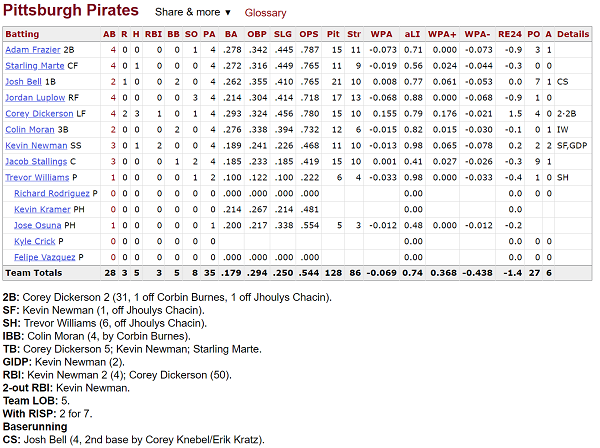 Pittsburgh Pirates Share & more ▼ Glossary
Batting AB R H RBI BB SO PA BA OBP SLG OPS Pit Str WPA aLI WPA+ WPA- RE24 PO A Details
Adam Frazier 2B 4 0 0 0 0 1 4 .278 .342 .445 .787 15 11 -0.073 0.71 0.000 -0.073 -0.9 3 1
Starling Marte CF 4 0 1 0 0 0 4 .272 .316 .449 .765 11 9 -0.019 0.56 0.024 -0.044 -0.3 4 0
Josh Bell 1B 2 1 0 0 2 0 4 .262 .355 .410 .765 21 10 0.008 0.77 0.061 -0.053 0.0 7 1 CS
Jordan Luplow RF 4 0 0 0 0 3 4 .214 .304 .414 .718 17 13 -0.068 0.88 0.000 -0.068 -0.9 1 0
Corey Dickerson LF 4 2 3 1 0 1 4 .293 .324 .456 .780 15 10 0.155 0.79 0.176 -0.021 1.5 4 0 2·2B
Colin Moran 3B 2 0 0 0 2 0 4 .276 .338 .394 .732 12 6 -0.015 0.82 0.015 -0.030 -0.1 0 1 IW
Kevin Newman SS 3 0 1 2 0 0 4 .189 .241 .226 .468 11 10 -0.013 0.98 0.065 -0.078 0.2 2 2 SF,GDP
Jacob Stallings C 3 0 0 0 1 2 4 .185 .233 .185 .419 15 10 0.001 0.41 0.027 -0.026 -0.3 9 1
Trevor Williams P 1 0 0 0 0 1 2 .100 .122 .100 .222 6 4 -0.033 0.98 0.000 -0.033 -0.4 1 0 SH
Richard Rodriguez P 0 0 0 0 0 0 0 .000 .000 .000 .000 0.00 0.0 0 0
Kevin Kramer PH 0 0 0 0 0 0 0 .214 .267 .214 .481 0.00 0.0
Jose Osuna PH 1 0 0 0 0 0 1 .200 .217 .338 .554 5 3 -0.012 0.48 0.000 -0.012 -0.2
Kyle Crick P 0 0 0 0 0 0 0 0.00 0.0 0 0
Felipe Vazquez P 0 0 0 0 0 0 0 .000 .000 .000 .000 0.00 0.0 0 0
Team Totals 28 3 5 3 5 8 35 .179 .294 .250 .544 128 86 -0.069 0.74 0.368 -0.438 -1.4 27 6
2B: Corey Dickerson 2 (31, 1 off Corbin Burnes, 1 off Jhoulys Chacin).
SF: Kevin Newman (1, off Jhoulys Chacin).
SH: Trevor Williams (6, off Jhoulys Chacin).
IBB: Colin Moran (4, by Corbin Burnes).
TB: Corey Dickerson 5; Kevin Newman; Starling Marte.
GIDP: Kevin Newman (2).
RBI: Kevin Newman 2 (4); Corey Dickerson (50).
2-out RBI: Kevin Newman.
Team LOB: 5.
With RISP: 2 for 7.
Baserunning
CS: Josh Bell (4, 2nd base by Corey Knebel/Erik Kratz).